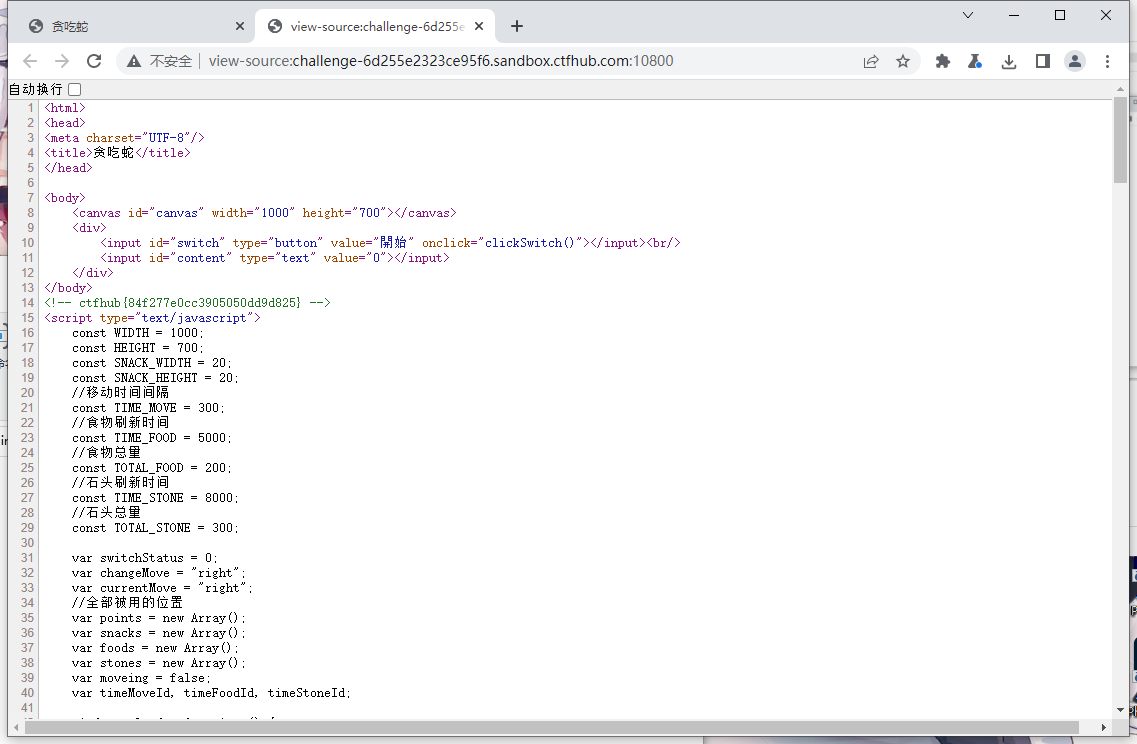 贪吃蛇
view-source:challenge-6d255e
不安全 view-source:challenge-6d255e2323ce95f6.sandbox.ctfhub.com:10800
自动换行
1 <html>
2 <head>
3 <meta charset="UTF-8"/>
4 <title>贪吃蛇</title>
5 </head>
6
7 <body>
8 <canvas id="canvas" width="1000" height="700"></canvas>
9 <div>
10 <input id="switch" type="button" value="開始" onclick="clickSwitch()"></input><br/>
11 <input id="content" type="text" value="0"></input>
12 </div>
13 </body>
14 <!-- ctfhub{84f277e0cc3905050dd9d825} -->
15 <script type="text/javascript">
16 const WIDTH = 1000;
17 const HEIGHT = 700;
18 const SNACK_WIDTH = 20;
19 const SNACK_HEIGHT = 20;
20 //移动时间间隔
21 const TIME_MOVE = 300;
22 //食物刷新时间
23 const TIME_FOOD = 5000;
24 //食物总量
25 const TOTAL_FOOD = 200;
26 //石头刷新时间
27 const TIME_STONE = 8000;
28 //石头总量
29 const TOTAL_STONE = 300;
30
31 var switchStatus = 0;
32 var changeMove = "right";
33 var currentMove = "right";
34 //全部被用的位置
35 var points = new Array();
36 var snacks = new Array();
37 var foods = new Array();
38 var stones = new Array();
39 var moveing = false;
40 var timeMoveId, timeFoodId, timeStoneId;
41